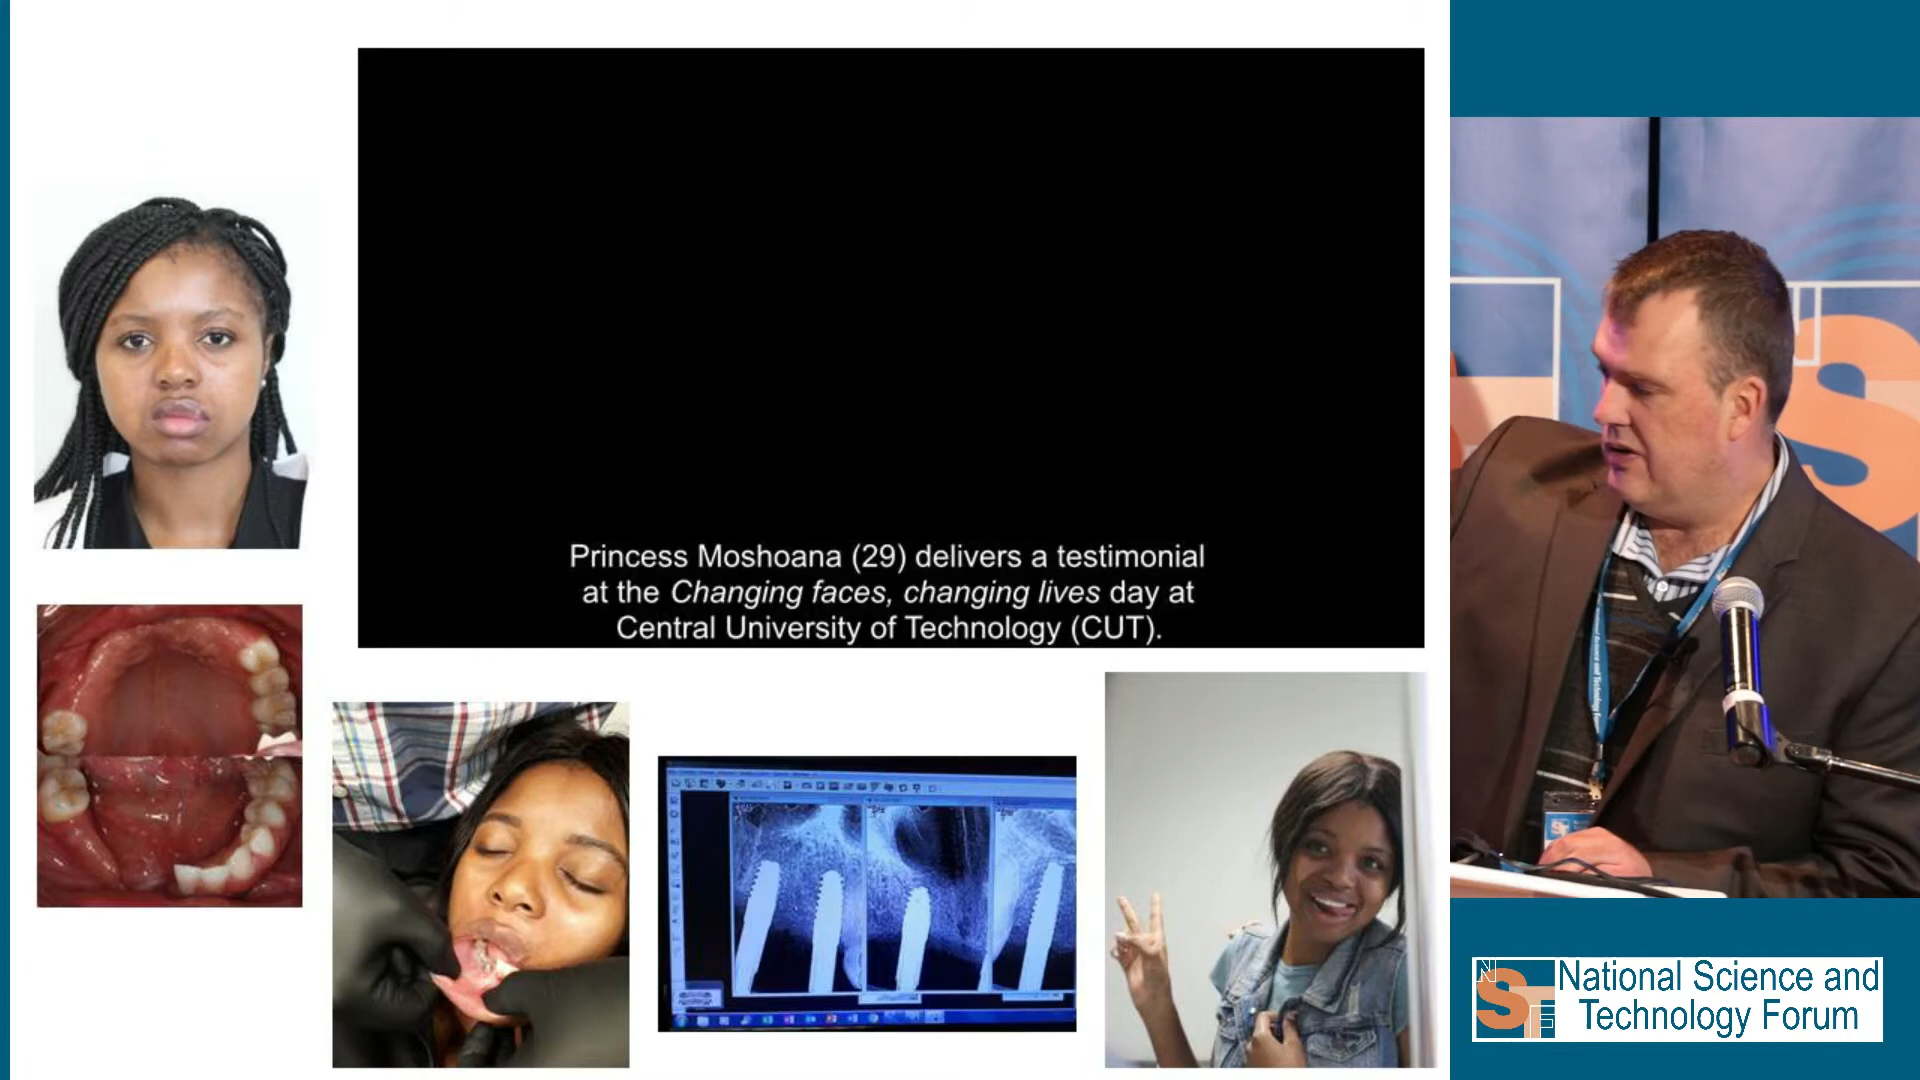 Princess Moshoana (29) delivers a testimonial
at the Changing faces, changing lives day at
Central University of Technology (CUT).
National Science and
Technology Forum